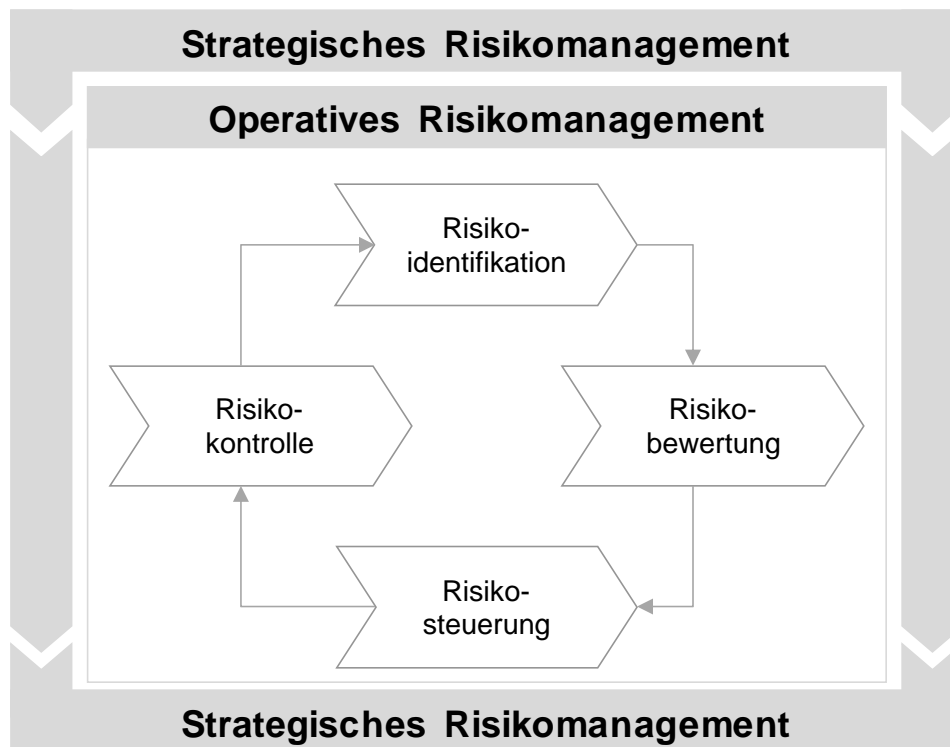 Strategisches Risikomanagement
Operatives Risikomanagement
Risiko-
identifikation
Risiko-
kontrolle
Risiko-
bewertung
Risiko-
steuerung
Strategisches Risikomanagement